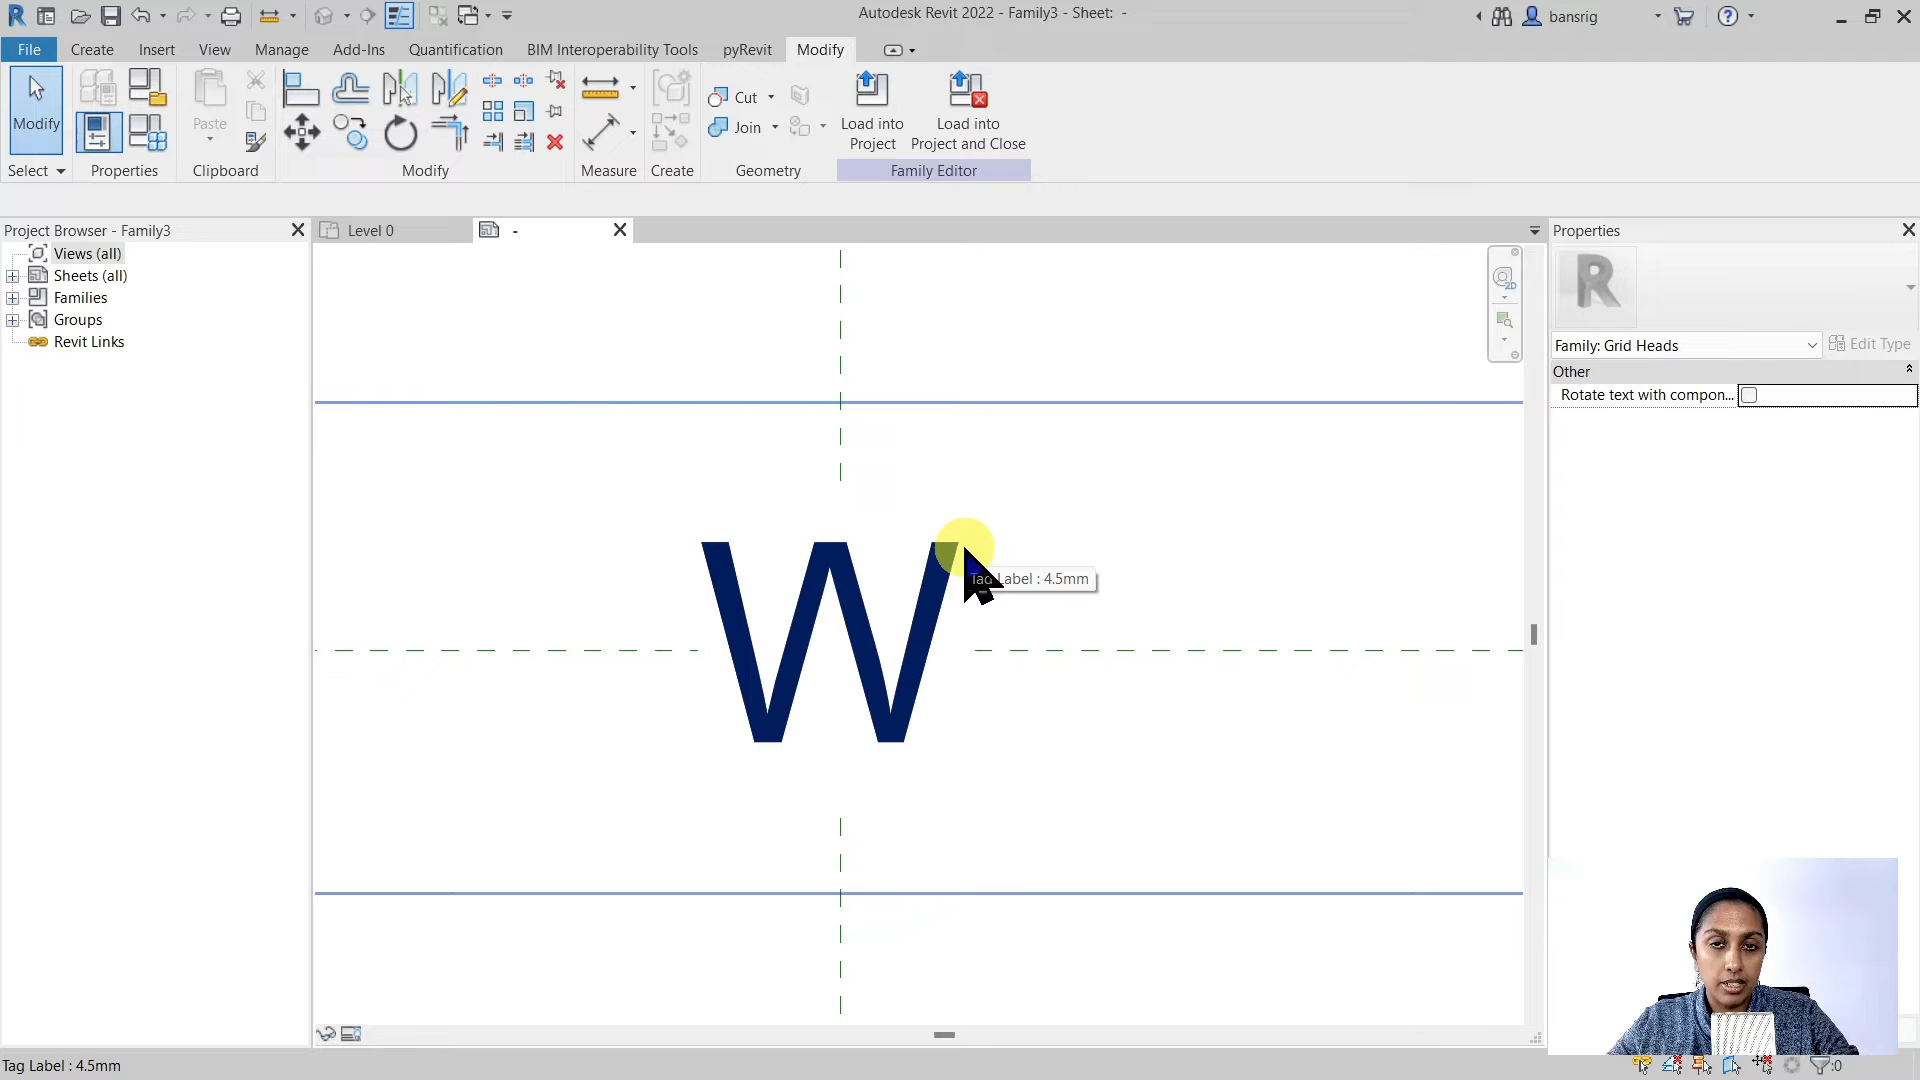 Autodesk Revit 2022 - Family3 - Sheet: -
bansrig
File Create Insert View Manage Add-Ins Quantification BIM Interoperability Tools pyRevit Modify
Modify
Paste
Cut
Join
Load into Project
Load into Project and Close
Select Properties Clipboard Modify Measure Create Geometry Family Editor
Project Browser - Family3
Views (all)
Sheets (all)
Families
Groups
Revit Links
Level 0
-
2D
W
Tag Label : 4.5mm
Properties
R
Family: Grid Heads
Edit Type
Other
Rotate text with compon...
Tag Label : 4.5mm
:0